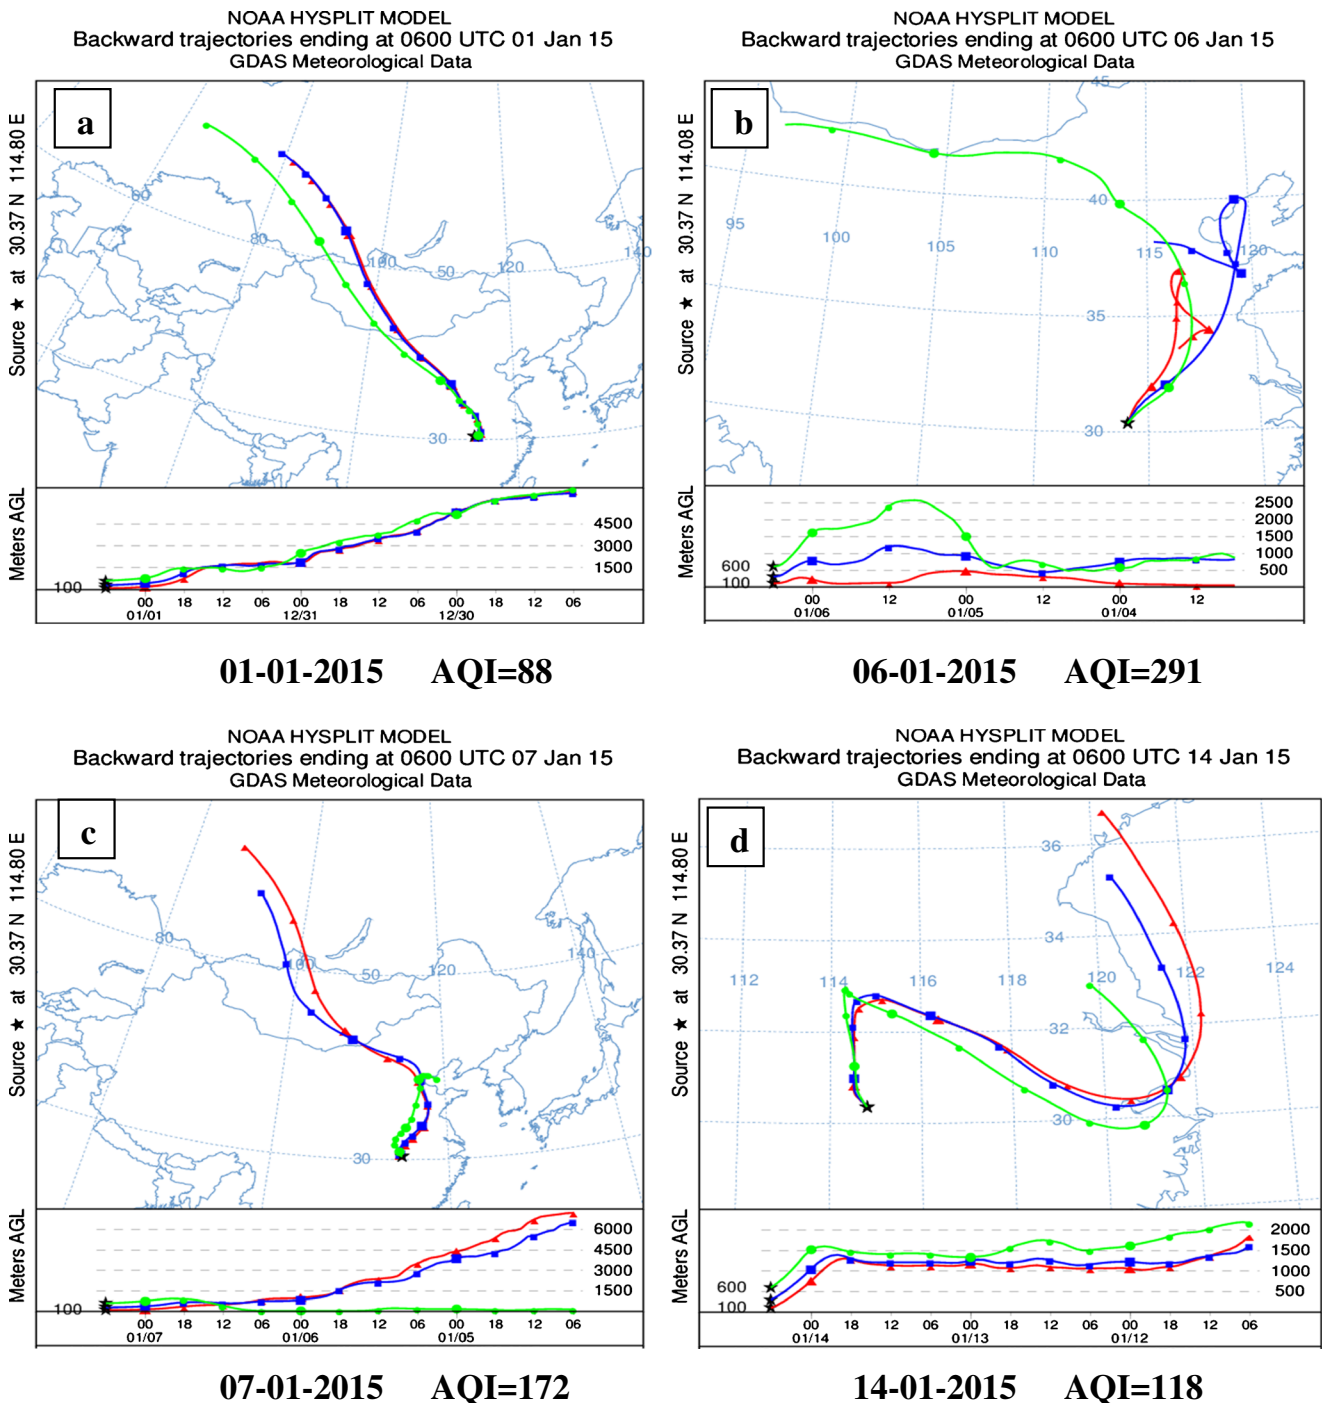 NOAA HYSPLIT MODEL
Backward trajectories ending at 0600 UTC 01 Jan 15
GDAS Meteorological Data
a
Source ★ at 30.37 N 114.80 E
60
80
100
50
120
140
30
Meters AGL
4500
3000
1500
100
00 18 12 06 00 18 12 06 00 18 12 06
01/01 12/31 12/30
01-01-2015 AQI=88
NOAA HYSPLIT MODEL
Backward trajectories ending at 0600 UTC 06 Jan 15
GDAS Meteorological Data
b
Source ★ at 30.37 N 114.08 E
45
40
95
100
105
110
115
120
35
30
Meters AGL
2500
2000
1500
1000
500
600
100
00 12 00 12 00 12
01/06 01/05 01/04
06-01-2015 AQI=291
NOAA HYSPLIT MODEL
Backward trajectories ending at 0600 UTC 07 Jan 15
GDAS Meteorological Data
c
Source ★ at 30.37 N 114.80 E
80
100
50
120
140
30
Meters AGL
6000
4500
3000
1500
100
00 18 12 06 00 18 12 06 00 18 12 06
01/07 01/06 01/05
07-01-2015 AQI=172
NOAA HYSPLIT MODEL
Backward trajectories ending at 0600 UTC 14 Jan 15
GDAS Meteorological Data
d
Source ★ at 30.37 N 114.80 E
36
34
112
114
116
118
120
122
124
32
30
Meters AGL
2000
1500
1000
500
600
100
00 18 12 06 00 18 12 06 00 18 12 06
01/14 01/13 01/12
14-01-2015 AQI=118